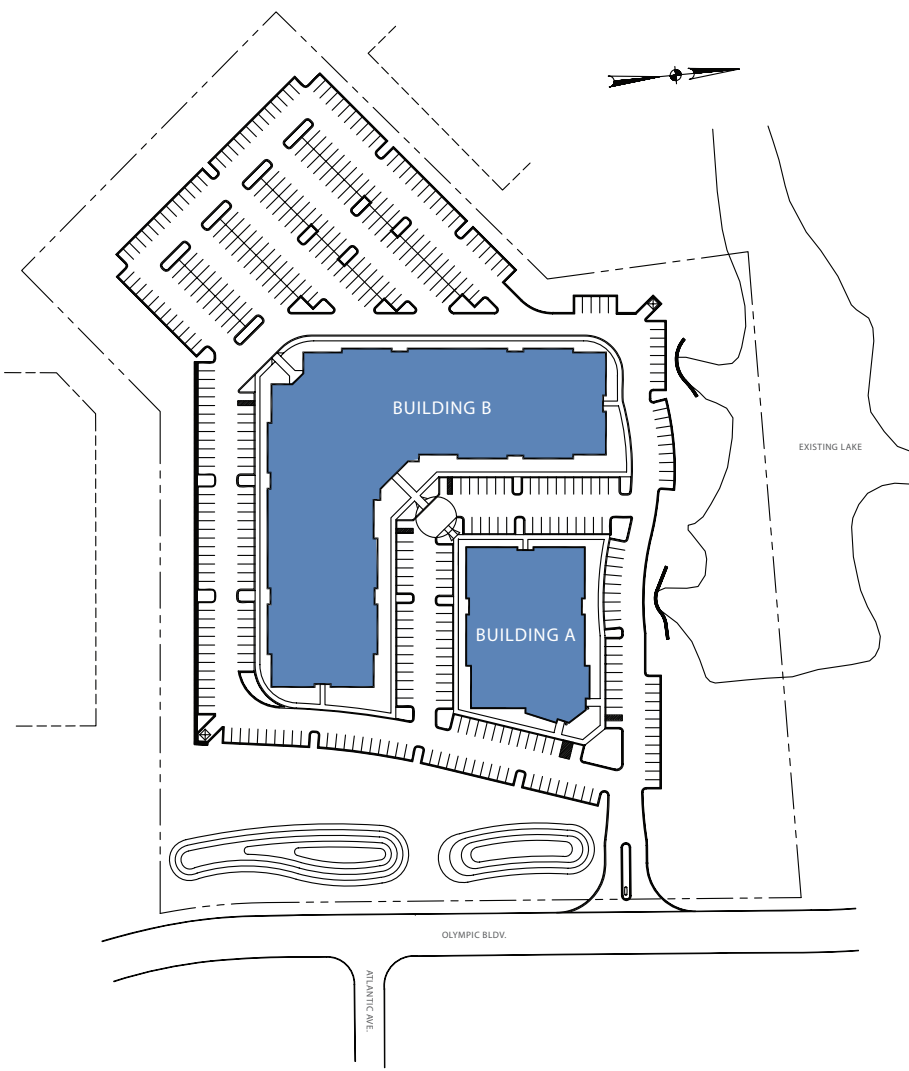 BUILDING B
EXISTING LAKE
BUILDING A
OLYMPIC BLDV.
ATLANTIC AVE.